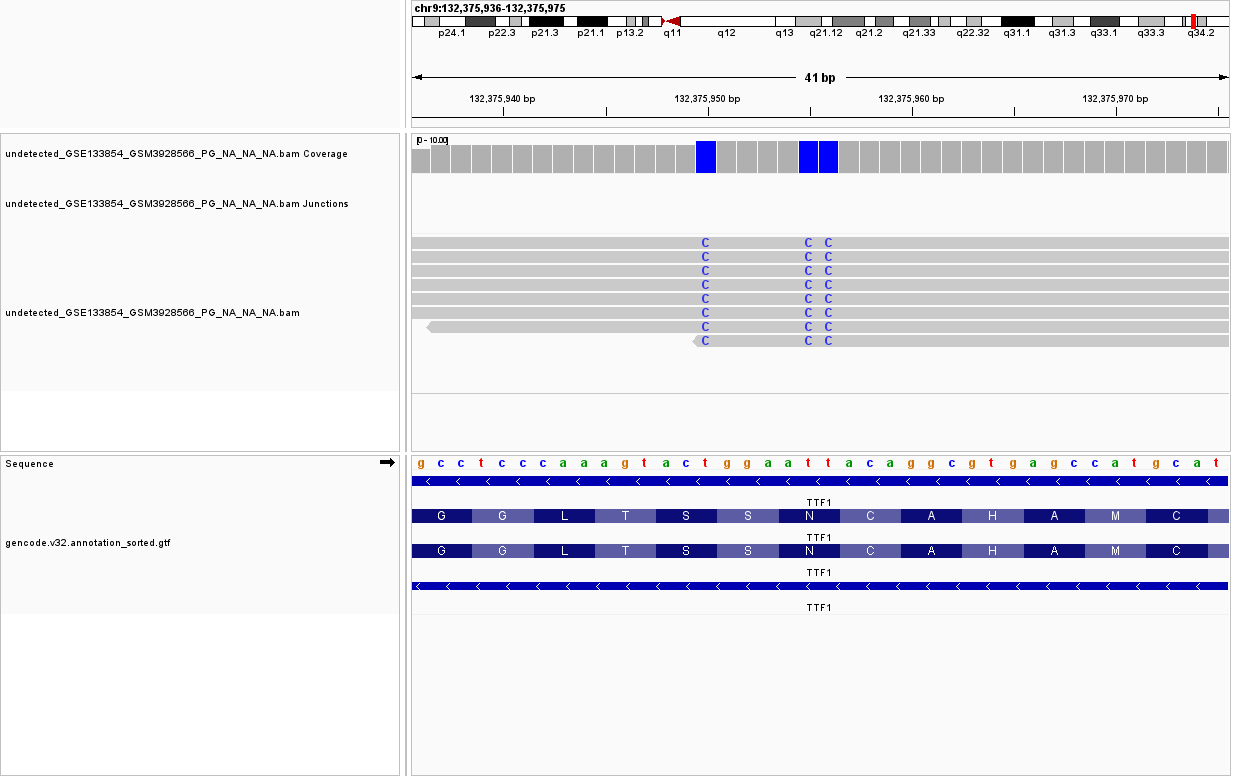 chr9:132,375,936-132,375,975
p24.1 p22.3 p21.3 p21.1 p13.2 q11 q12 q13 q21.12 q21.2 q21.33 q22.32 q31.1 q31.3 q33.1 q33.3 q34.2
41 bp
132,375,940 bp 132,375,950 bp 132,375,960 bp 132,375,970 bp
[0 - 10.00]
undetected_GSE133854_GSM3928566_PG_NA_NA_NA.bam Coverage
undetected_GSE133854_GSM3928566_PG_NA_NA_NA.bam Junctions
C C C
C C C
C C C
C C C
C C C
undetected_GSE133854_GSM3928566_PG_NA_NA_NA.bam C C C
C C C
C C C
Sequence g c c t c c c a a a g t a c t g g a a t t a c a g g c g t g a g c c a t g c a t
TTF1
G G L T S S N C A H A M C
TTF1
gencode.v32.annotation_sorted.gtf
G G L T S S N C A H A M C
TTF1
TTF1